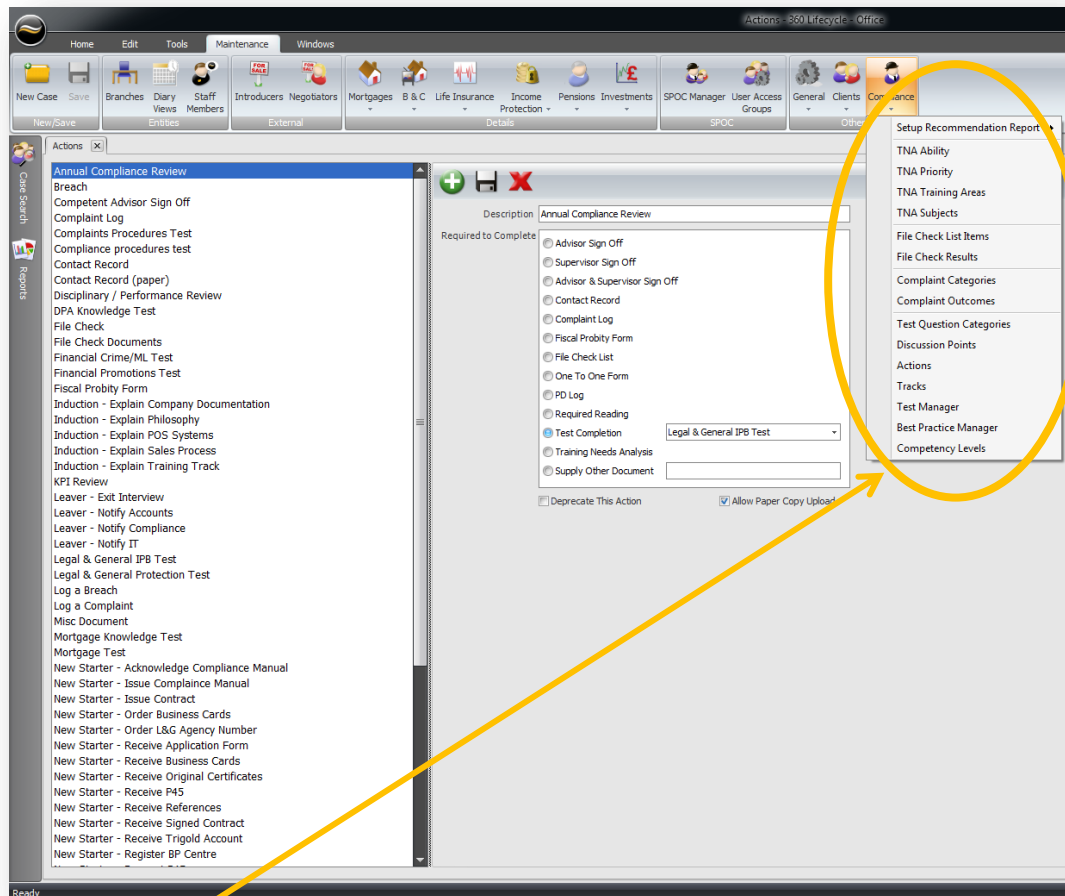 Actions - 360 Lifecycle - Office
Home Edit Tools Maintenance Windows
New Case Save Branches Diary Views Staff Members Introducers Negotiators Mortgages B & C Life Insurance Income Protection Pensions Investments SPOC Manager User Access Groups General Clients Compliance
New/Save Entities External Details SPOC Other
FOR SALE
Case Search
Reports
Actions
Annual Compliance Review
Breach
Competent Advisor Sign Off
Complaint Log
Complaints Procedures Test
Compliance procedures test
Contact Record
Contact Record (paper)
Disciplinary / Performance Review
DPA Knowledge Test
File Check
File Check Documents
Financial Crime/ML Test
Financial Promotions Test
Fiscal Probity Form
Induction - Explain Company Documentation
Induction - Explain Philosophy
Induction - Explain POS Systems
Induction - Explain Sales Process
Induction - Explain Training Track
KPI Review
Leaver - Exit Interview
Leaver - Notify Accounts
Leaver - Notify Compliance
Leaver - Notify IT
Legal & General IPB Test
Legal & General Protection Test
Log a Breach
Log a Complaint
Misc Document
Mortgage Knowledge Test
Mortgage Test
New Starter - Acknowledge Compliance Manual
New Starter - Issue Complaince Manual
New Starter - Issue Contract
New Starter - Order Business Cards
New Starter - Order L&G Agency Number
New Starter - Receive Application Form
New Starter - Receive Business Cards
New Starter - Receive Original Certificates
New Starter - Receive P45
New Starter - Receive References
New Starter - Receive Signed Contract
New Starter - Receive Trigold Account
New Starter - Register BP Centre
Description Annual Compliance Review
Required to Complete
Advisor Sign Off
Supervisor Sign Off
Advisor & Supervisor Sign Off
Contact Record
Complaint Log
Fiscal Probity Form
File Check List
One To One Form
PD Log
Required Reading
Test Completion Legal & General IPB Test
Training Needs Analysis
Supply Other Document
Deprecate This Action Allow Paper Copy Upload
Setup Recommendation Report
TNA Ability
TNA Priority
TNA Training Areas
TNA Subjects
File Check List Items
File Check Results
Complaint Categories
Complaint Outcomes
Test Question Categories
Discussion Points
Actions
Tracks
Test Manager
Best Practice Manager
Competency Levels
Ready